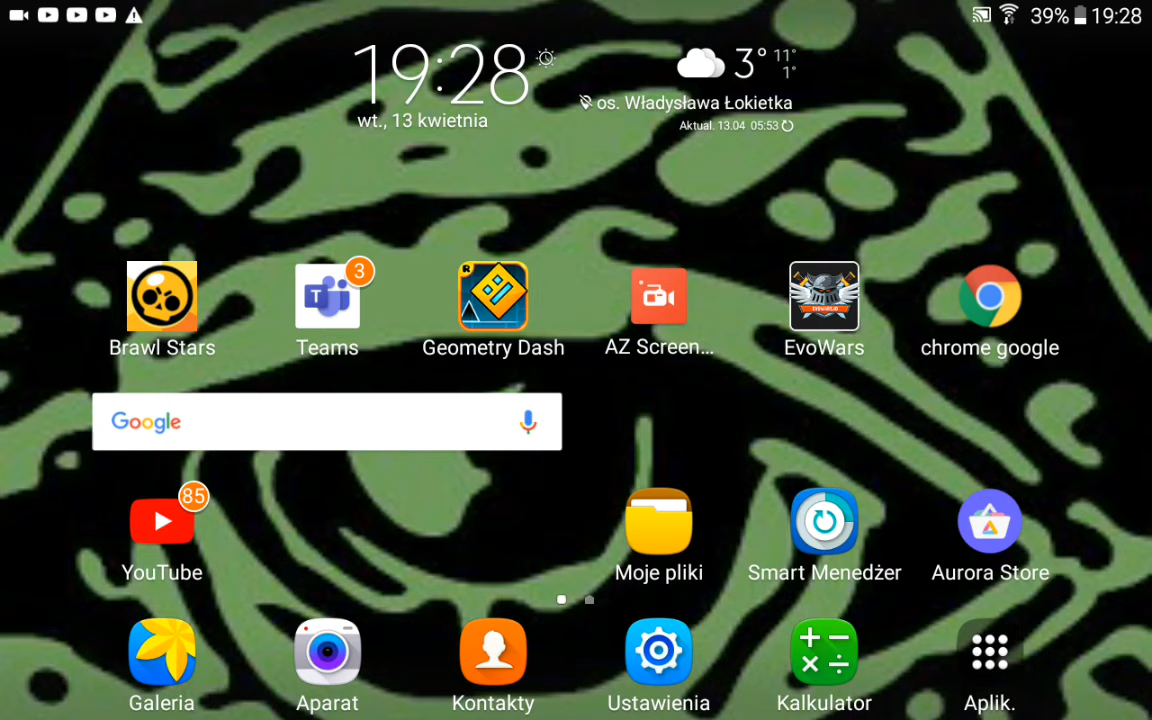 39% 19:28
19:28
wt., 13 kwietnia
3° 11°
1°
os. Władysława Łokietka
Aktual. 13.04 05:53
3
Brawl Stars
Teams
Geometry Dash
AZ Screen...
EvoWars
chrome google
Google
85
YouTube
Moje pliki
Smart Menedżer
Aurora Store
Galeria
Aparat
Kontakty
Ustawienia
Kalkulator
Aplik.